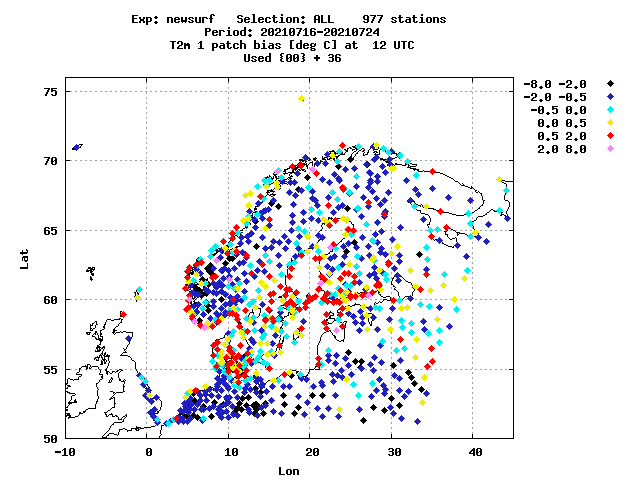 Exp: newsurf   Selection: ALL    977 stations
Period: 20210716-20210724
T2m 1 patch bias [deg C] at  12 UTC
Used {00} + 36
-8.0 -2.0
-2.0 -0.5
-0.5 0.0
0.0 0.5
0.5 2.0
2.0 8.0
75
70
65
60
55
50
Lat
-10 0 10 20 30 40
Lon